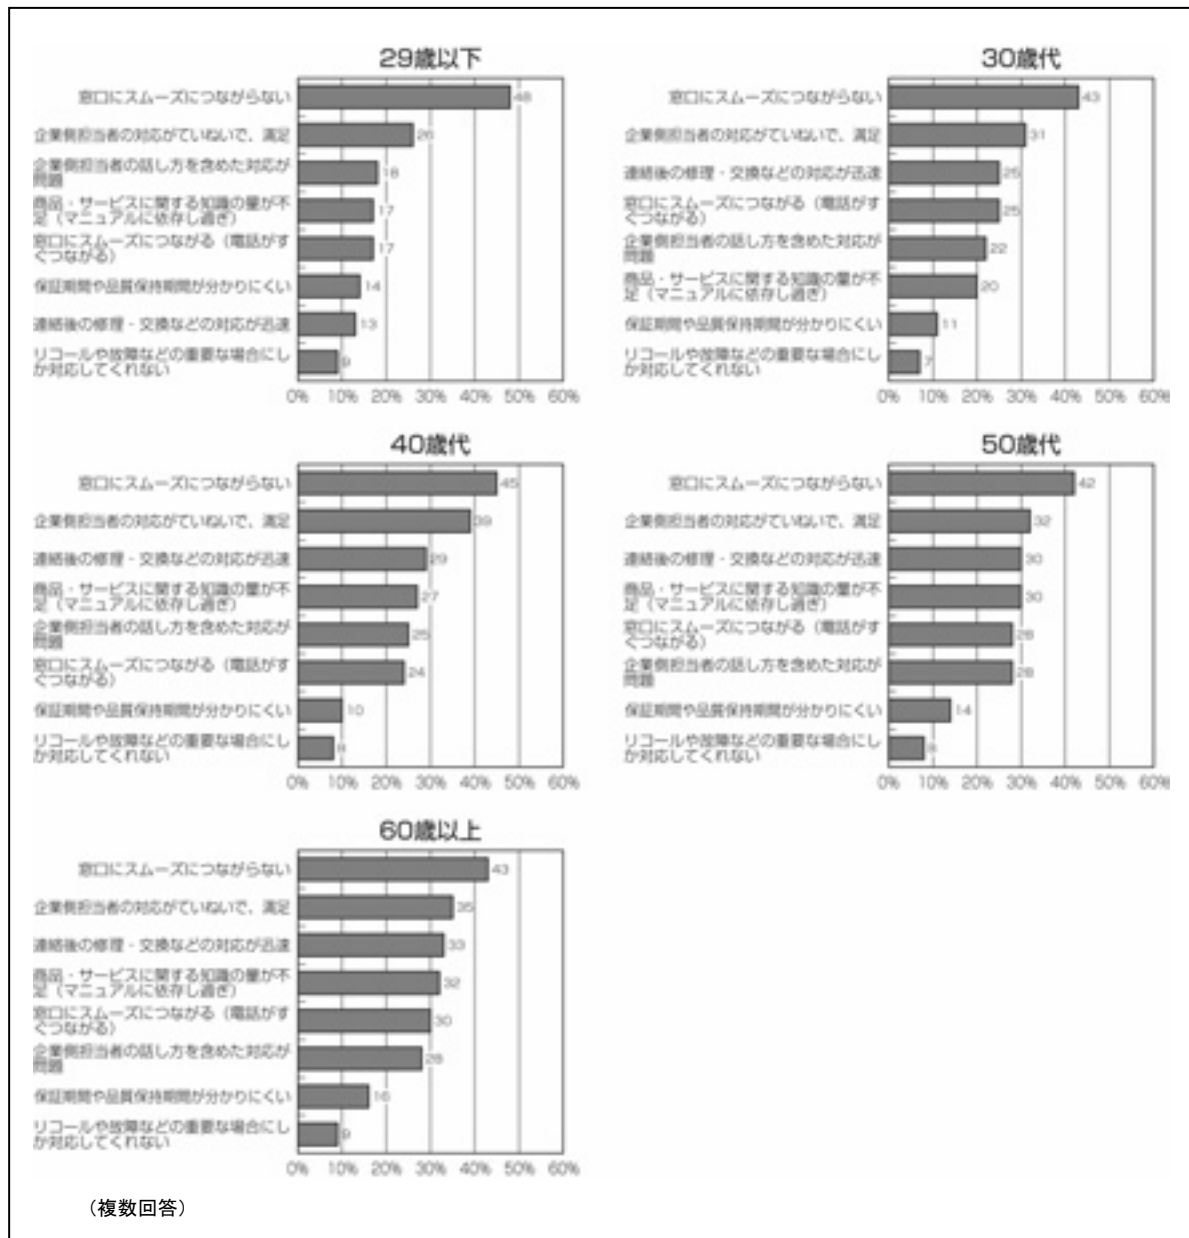 29歳以下
窓口にスムーズにつながらない
48
企業側担当者の対応がていねいで、満足
26
企業側担当者の話し方を含めた対応が
問題
18
商品・サービスに関する知識の量が不
足（マニュアルに依存し過ぎ）
17
窓口にスムーズにつながる（電話がす
ぐつながる）
17
保証期間や品質保持期間が分かりにくい
14
連絡後の修理・交換などの対応が迅速
13
リコールや故障などの重要な場合にし
か対応してくれない
9
0% 10% 20% 30% 40% 50% 60%
30歳代
窓口にスムーズにつながらない
43
企業側担当者の対応がていねいで、満足
31
連絡後の修理・交換などの対応が迅速
25
窓口にスムーズにつながる（電話がす
ぐつながる）
25
企業側担当者の話し方を含めた対応が
問題
22
商品・サービスに関する知識の量が不
足（マニュアルに依存し過ぎ）
20
保証期間や品質保持期間が分かりにくい
11
リコールや故障などの重要な場合にし
か対応してくれない
7
0% 10% 20% 30% 40% 50% 60%
40歳代
窓口にスムーズにつながらない
45
企業側担当者の対応がていねいで、満足
39
連絡後の修理・交換などの対応が迅速
29
商品・サービスに関する知識の量が不
足（マニュアルに依存し過ぎ）
27
企業側担当者の話し方を含めた対応が
問題
25
窓口にスムーズにつながる（電話がす
ぐつながる）
24
保証期間や品質保持期間が分かりにくい
10
リコールや故障などの重要な場合にし
か対応してくれない
8
0% 10% 20% 30% 40% 50% 60%
50歳代
窓口にスムーズにつながらない
42
企業側担当者の対応がていねいで、満足
32
連絡後の修理・交換などの対応が迅速
30
商品・サービスに関する知識の量が不
足（マニュアルに依存し過ぎ）
30
窓口にスムーズにつながる（電話がす
ぐつながる）
28
企業側担当者の話し方を含めた対応が
問題
28
保証期間や品質保持期間が分かりにくい
14
リコールや故障などの重要な場合にし
か対応してくれない
8
0% 10% 20% 30% 40% 50% 60%
60歳以上
窓口にスムーズにつながらない
43
企業側担当者の対応がていねいで、満足
35
連絡後の修理・交換などの対応が迅速
33
商品・サービスに関する知識の量が不
足（マニュアルに依存し過ぎ）
32
窓口にスムーズにつながる（電話がす
ぐつながる）
30
企業側担当者の話し方を含めた対応が
問題
28
保証期間や品質保持期間が分かりにくい
16
リコールや故障などの重要な場合にし
か対応してくれない
9
0% 10% 20% 30% 40% 50% 60%
（複数回答）